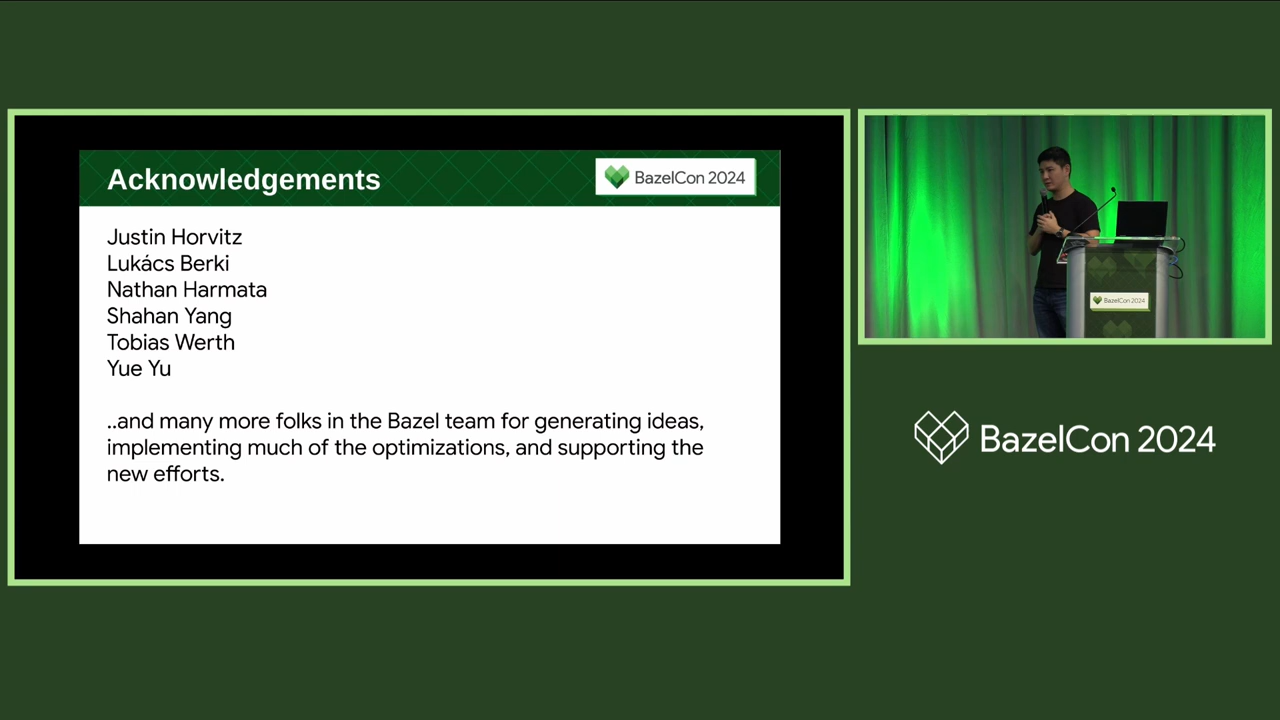 Acknowledgements
BazelCon 2024
Justin Horvitz
Lukács Berki
Nathan Harmata
Shahan Yang
Tobias Werth
Yue Yu
..and many more folks in the Bazel team for generating ideas,
implementing much of the optimizations, and supporting the
new efforts.
BazelCon 2024
BazelCon 2024